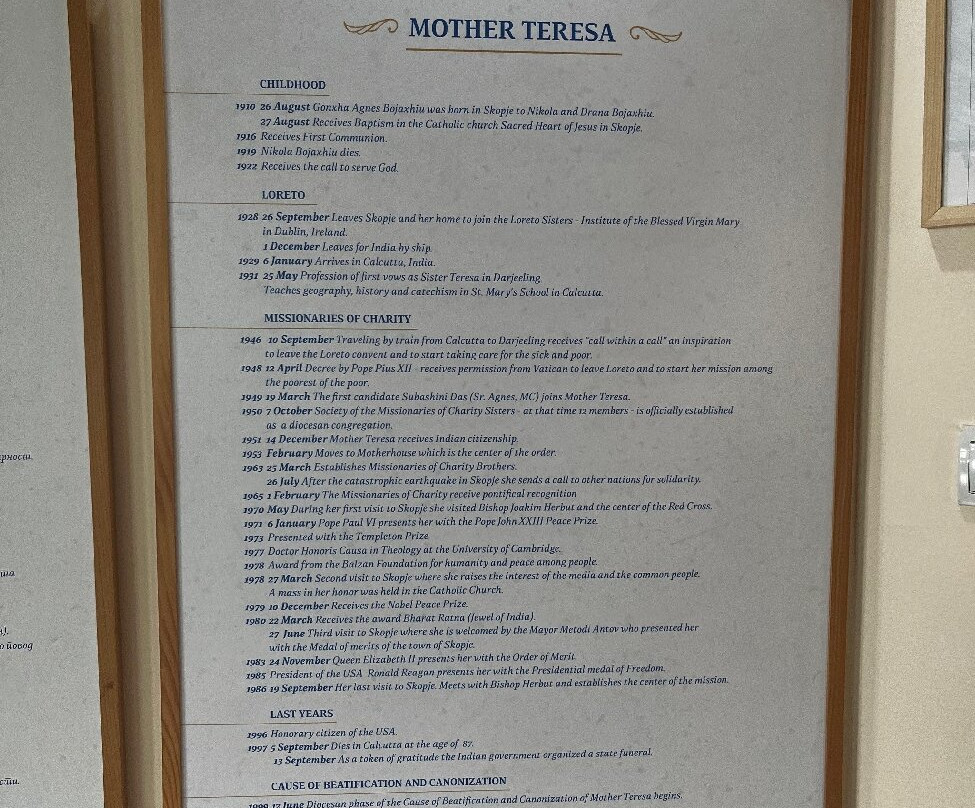 MOTHER TERESA
CHILDHOOD
1910 26 August Gonxha Agnes Bojaxhiu was born in Skopje to Nikola and Drana Bojaxhiu.
27 August Receives Baptism in the Catholic church Sacred Heart of Jesus in Skopje.
1916 Receives First Communion.
1919 Nikola Bojaxhiu dies.
1922 Receives the call to serve God.
LORETO
1928 26 September Leaves Skopje and her home to join the Loreto Sisters - Institute of the Blessed Virgin Mary
in Dublin, Ireland.
1 December Leaves for India by ship.
1929 6 January Arrives in Calcutta, India.
1931 25 May Profession of first vows as Sister Teresa in Darjeeling.
Teaches geography, history and catechism in St. Mary's School in Calcutta.
MISSIONARIES OF CHARITY
1946 10 September Traveling by train from Calcutta to Darjeeling receives "call within a call" an inspiration
to leave the Loreto convent and to start taking care for the sick and poor.
1948 12 April Decree by Pope Pius XII - receives permission from Vatican to leave Loreto and to start her mission among
the poorest of the poor.
1949 19 March The first candidate Subashini Das (Sr. Agnes, MC) joins Mother Teresa.
1950 7 October Society of the Missionaries of Charity Sisters - at that time 12 members - is officially established
as a diocesan congregation.
1951 14 December Mother Teresa receives Indian citizenship.
1953 February Moves to Motherhouse which is the center of the order.
1963 25 March Establishes Missionaries of Charity Brothers.
26 July After the catastrophic earthquake in Skopje she sends a call to other nations for solidarity.
1965 1 February The Missionaries of Charity receive pontifical recognition
1970 May During her first visit to Skopje she visited Bishop Joakim Herbut and the center of the Red Cross.
1971 6 January Pope Paul VI presents her with the Pope John XXIII Peace Prize.
1973 Presented with the Templeton Prize
1977 Doctor Honoris Causa in Theology at the University of Cambridge.
1978 Award from the Balzan Foundation for humanity and peace among people.
1978 27 March Second visit to Skopje where she raises the interest of the media and the common people.
A mass in her honor was held in the Catholic Church.
1979 10 December Receives the Nobel Peace Prize.
1980 22 March Receives the award Bharat Ratna (Jewel of India).
27 June Third visit to Skopje where she is welcomed by the Mayor Metodi Antov who presented her
with the Medal of merits of the town of Skopje.
1983 24 November Queen Elizabeth II presents her with the Order of Merit.
1985 President of the USA Ronald Reagan presents her with the Presidential medal of Freedom.
1986 19 September Her last visit to Skopje. Meets with Bishop Herbut and establishes the center of the mission.
LAST YEARS
1996 Honorary citizen of the USA.
1997 5 September Dies in Calcutta at the age of 87.
13 September As a token of gratitude the Indian government organized a state funeral.
CAUSE OF BEATIFICATION AND CANONIZATION
1999 12 June Diocesan phase of the Cause of Beatification and Canonization of Mother Teresa begins.